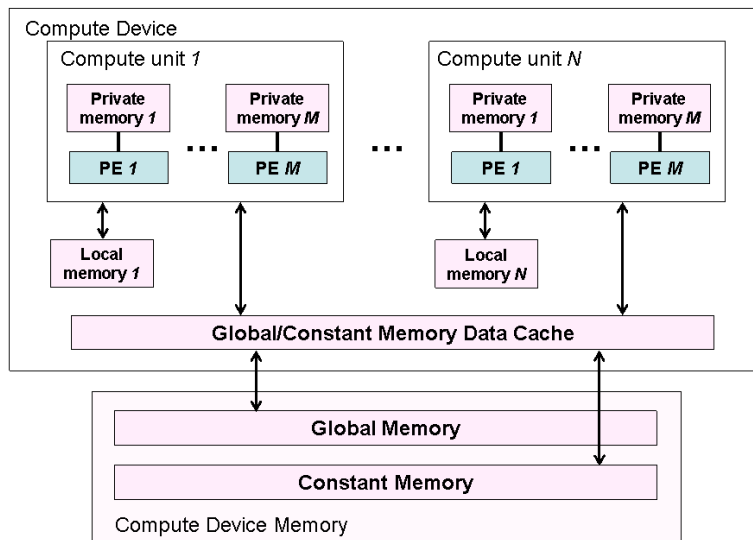 Compute Device
Compute unit 1
Compute unit N
Private
memory 1
Private
memory M
Private
memory 1
Private
memory M
...
...
...
PE 1
PE M
PE 1
PE M
Local
memory 1
Local
memory N
Global/Constant Memory Data Cache
Global Memory
Constant Memory
Compute Device Memory